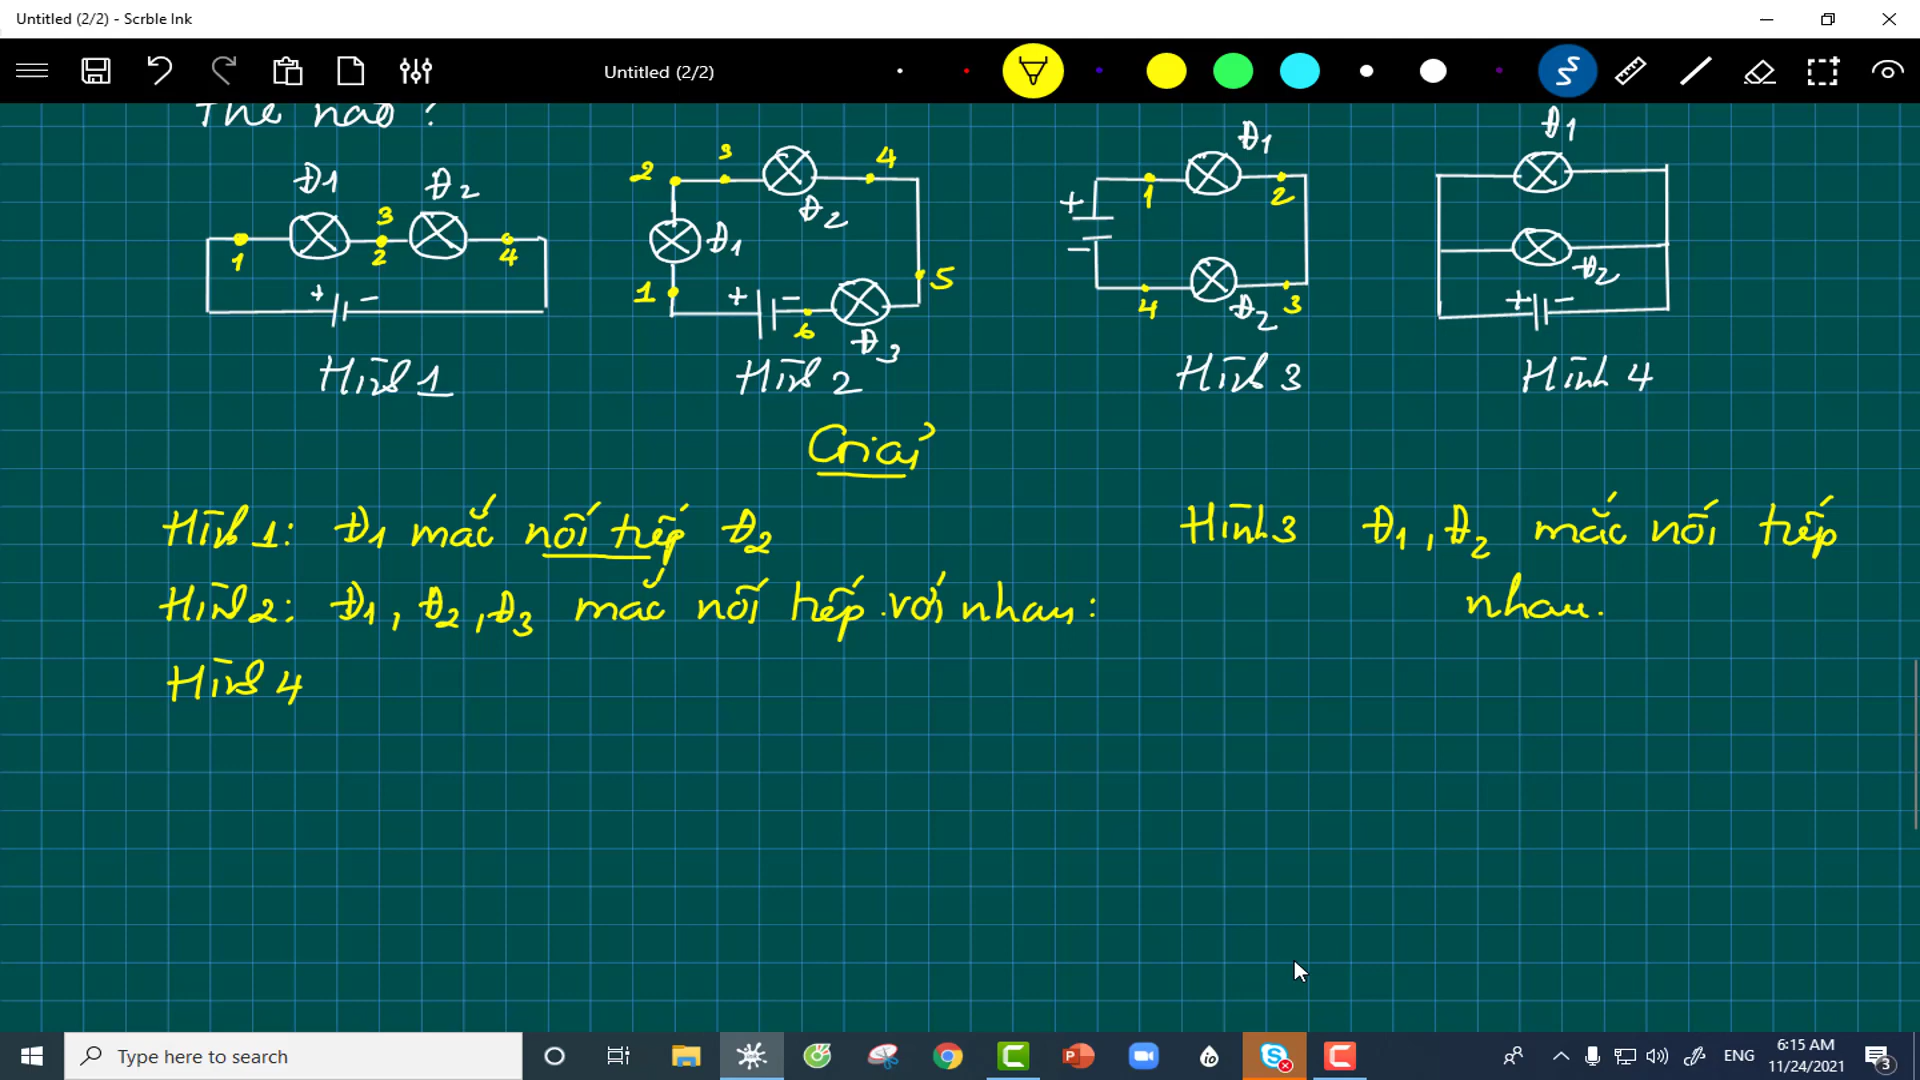 Untitled (2/2) - Scrble Ink
Untitled (2/2)
Thế nào?
Đ1 Đ2
1 3 2 4
+ -
Hình 1
2 3 4
Đ2
Đ1
1 + - 6 5
Đ3
Hình 2
Đ1
+ 1 2
-
4 Đ2 3
Hình 3
Đ1
Đ2
+ -
Hình 4
Giải
Hình 1: Đ1 mắc nối tiếp Đ2
Hình 2: Đ1, Đ2, Đ3 mắc nối tiếp với nhau:
Hình 4
Hình 3 Đ1, Đ2 mắc nối tiếp
nhau.
Type here to search
ENG
6:15 AM
11/24/2021
3